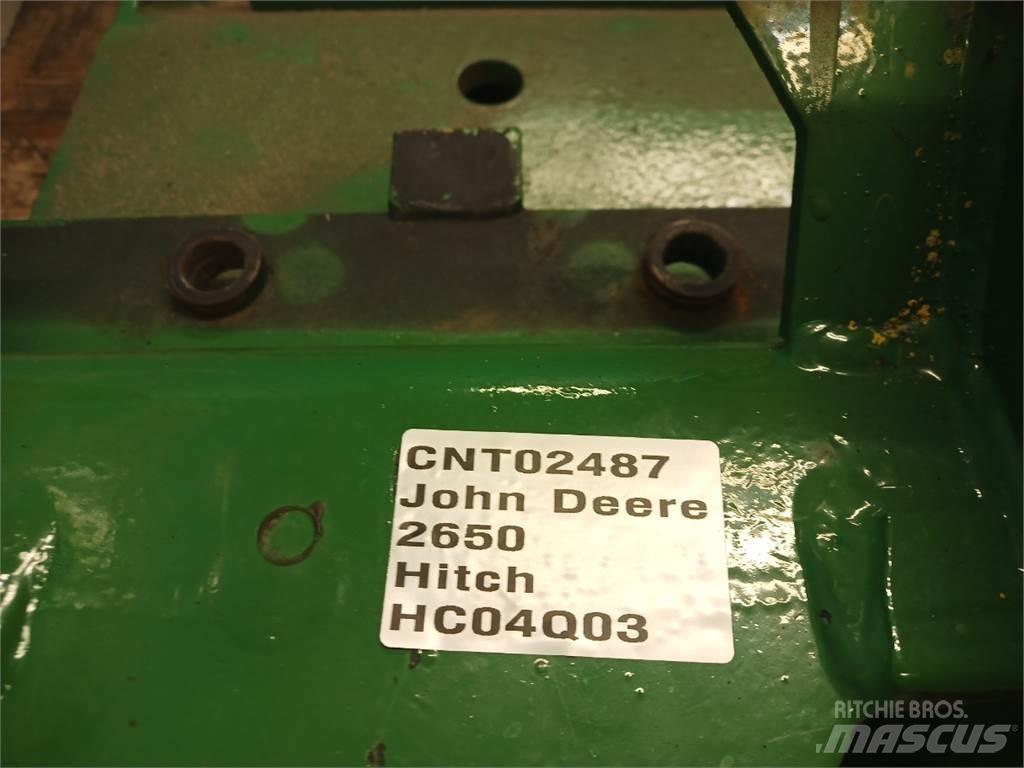 CNT02487
John Deere
2650
Hitch
HC04Q03
RITCHIE BROS.
MASCUS